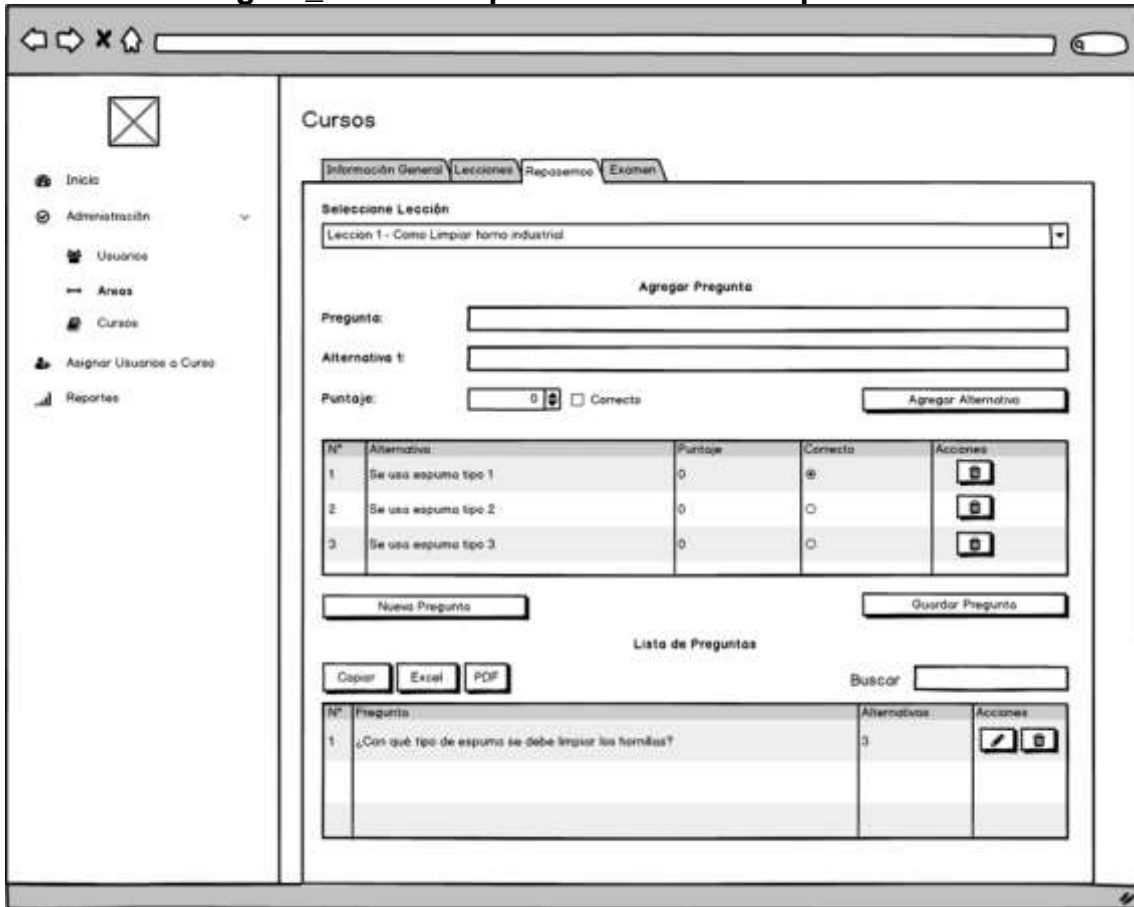 Cursos
Información General Lecciones Repasemos Examen
Inicio
Administración
Usuarios
Areas
Cursos
Asignar Usuarios a Curso
Reportes
Seleccione Lección
Leccion 1 - Como Limpiar horno industrial
Agregar Pregunta
Pregunta:
Alternativa 1:
Puntaje: 0 Correcto Agregar Alternativa
N° Alternativa Puntaje Correcto Acciones
1 Se usa espuma tipo 1 0
2 Se usa espuma tipo 2 0
3 Se usa espuma tipo 3 0
Nueva Pregunta Guardar Pregunta
Lista de Preguntas
Copiar Excel PDF Buscar
N° Pregunta Alternativas Acciones
1 ¿Con qué tipo de espuma se debe limpiar las hornillas? 3